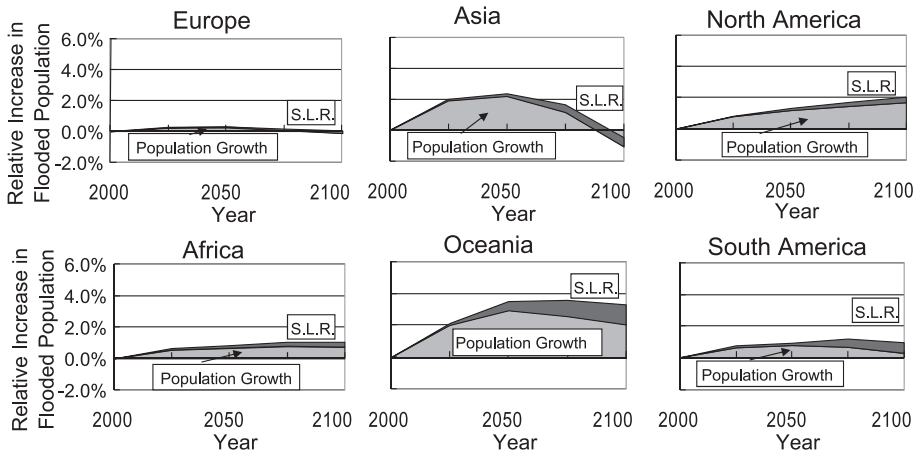 Europe
Asia
North America
Relative Increase in
Flooded Population
6.0%
4.0%
2.0%
0.0%
-2.0%
S.L.R.
Population Growth
S.L.R.
Population Growth
S.L.R.
Population Growth
2000 2050 2100
Year
2000 2050 2100
Year
2000 2050 2100
Year
Africa
Oceania
South America
Relative Increase in
Flooded Population
6.0%
4.0%
2.0%
0.0%
-2.0%
S.L.R.
Population Growth
S.L.R.
Population Growth
S.L.R.
Population Growth
2000 2050 2100
Year
2000 2050 2100
Year
2000 2050 2100
Year